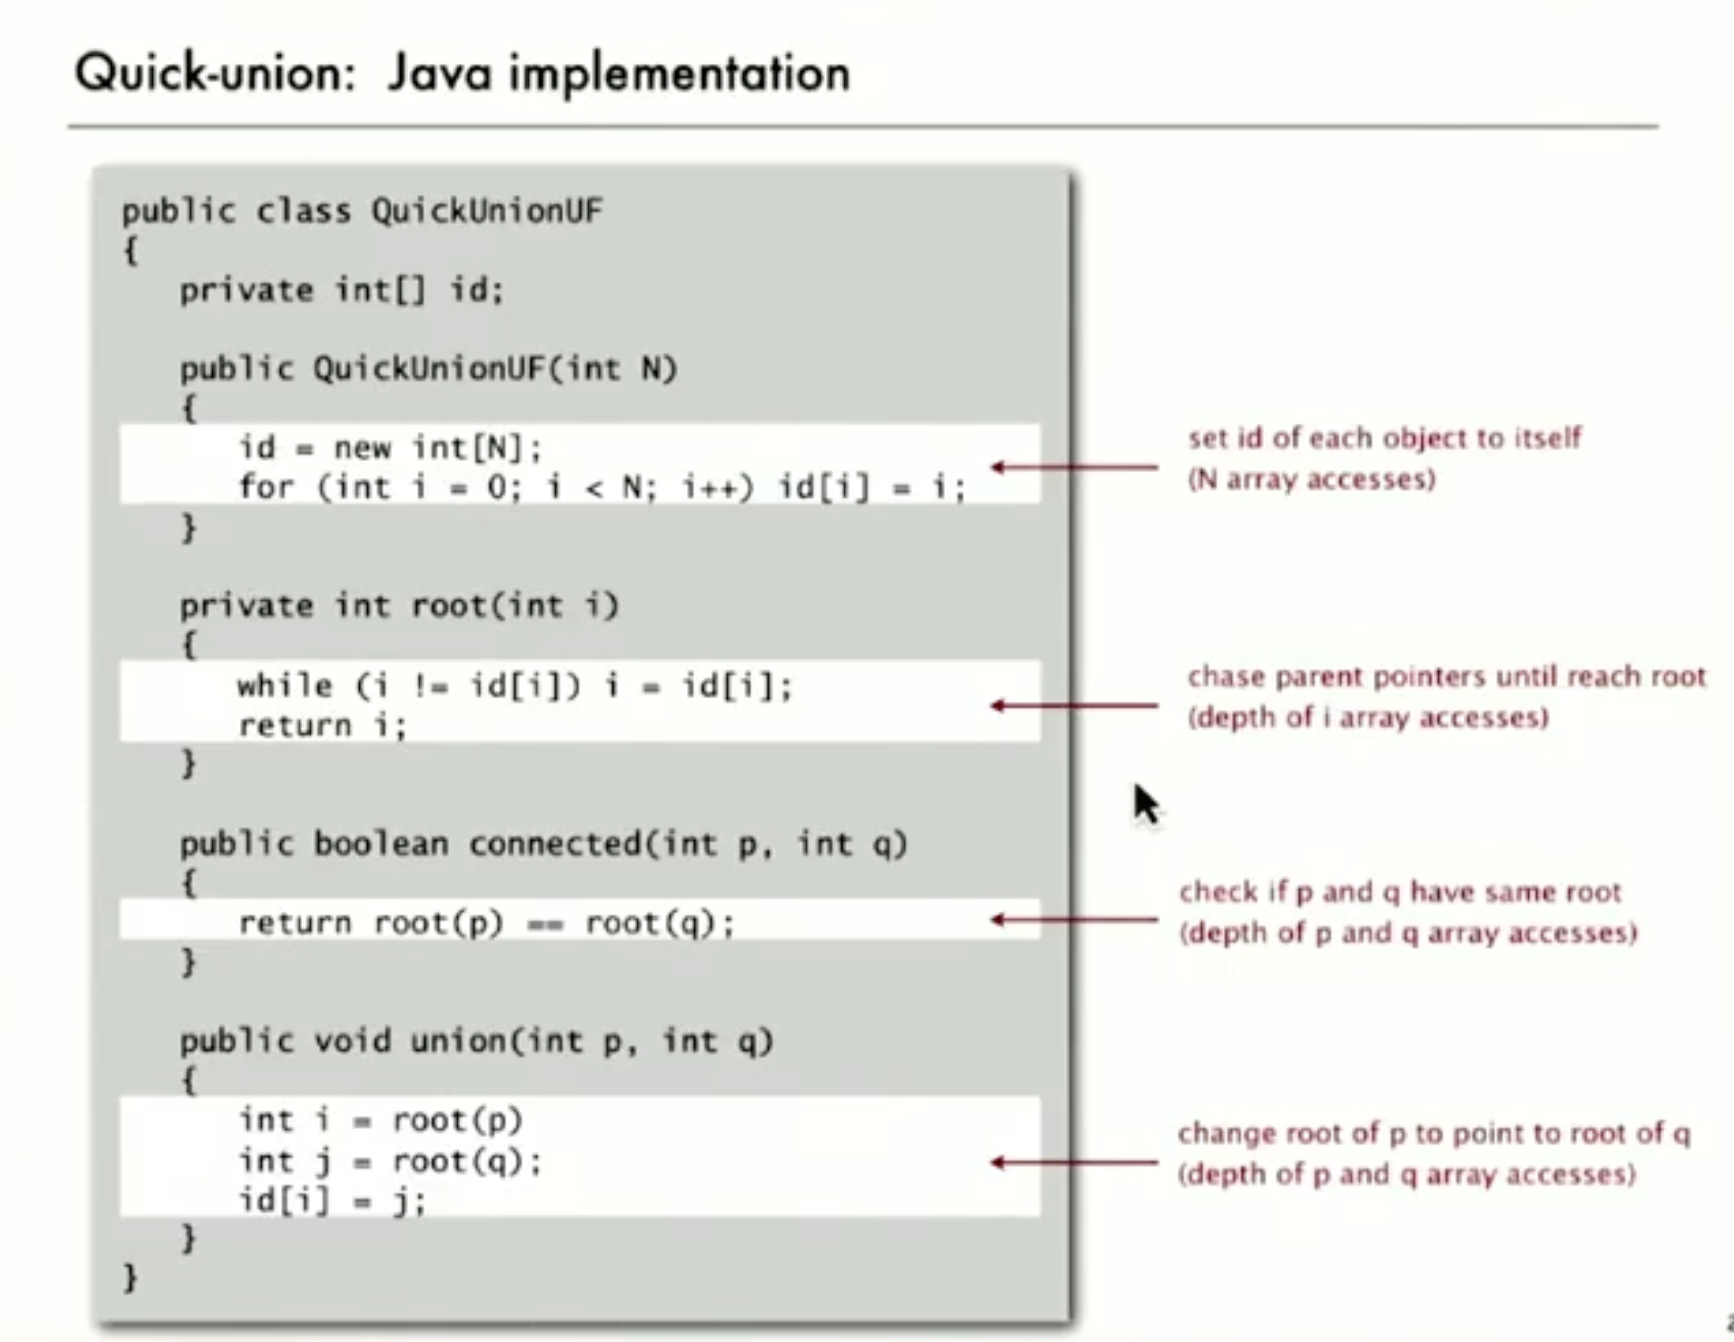 Quick-union: Java implementation
public class QuickUnionUF
{
private int[] id;
public QuickUnionUF(int N)
{
id = new int[N];
for (int i = 0; i < N; i++) id[i] = i;
}
set id of each object to itself
(N array accesses)
private int root(int i)
{
while (i != id[i]) i = id[i];
return i;
}
chase parent pointers until reach root
(depth of i array accesses)
public boolean connected(int p, int q)
{
return root(p) == root(q);
}
check if p and q have same root
(depth of p and q array accesses)
public void union(int p, int q)
{
int i = root(p)
int j = root(q);
id[i] = j;
}
}
change root of p to point to root of q
(depth of p and q array accesses)